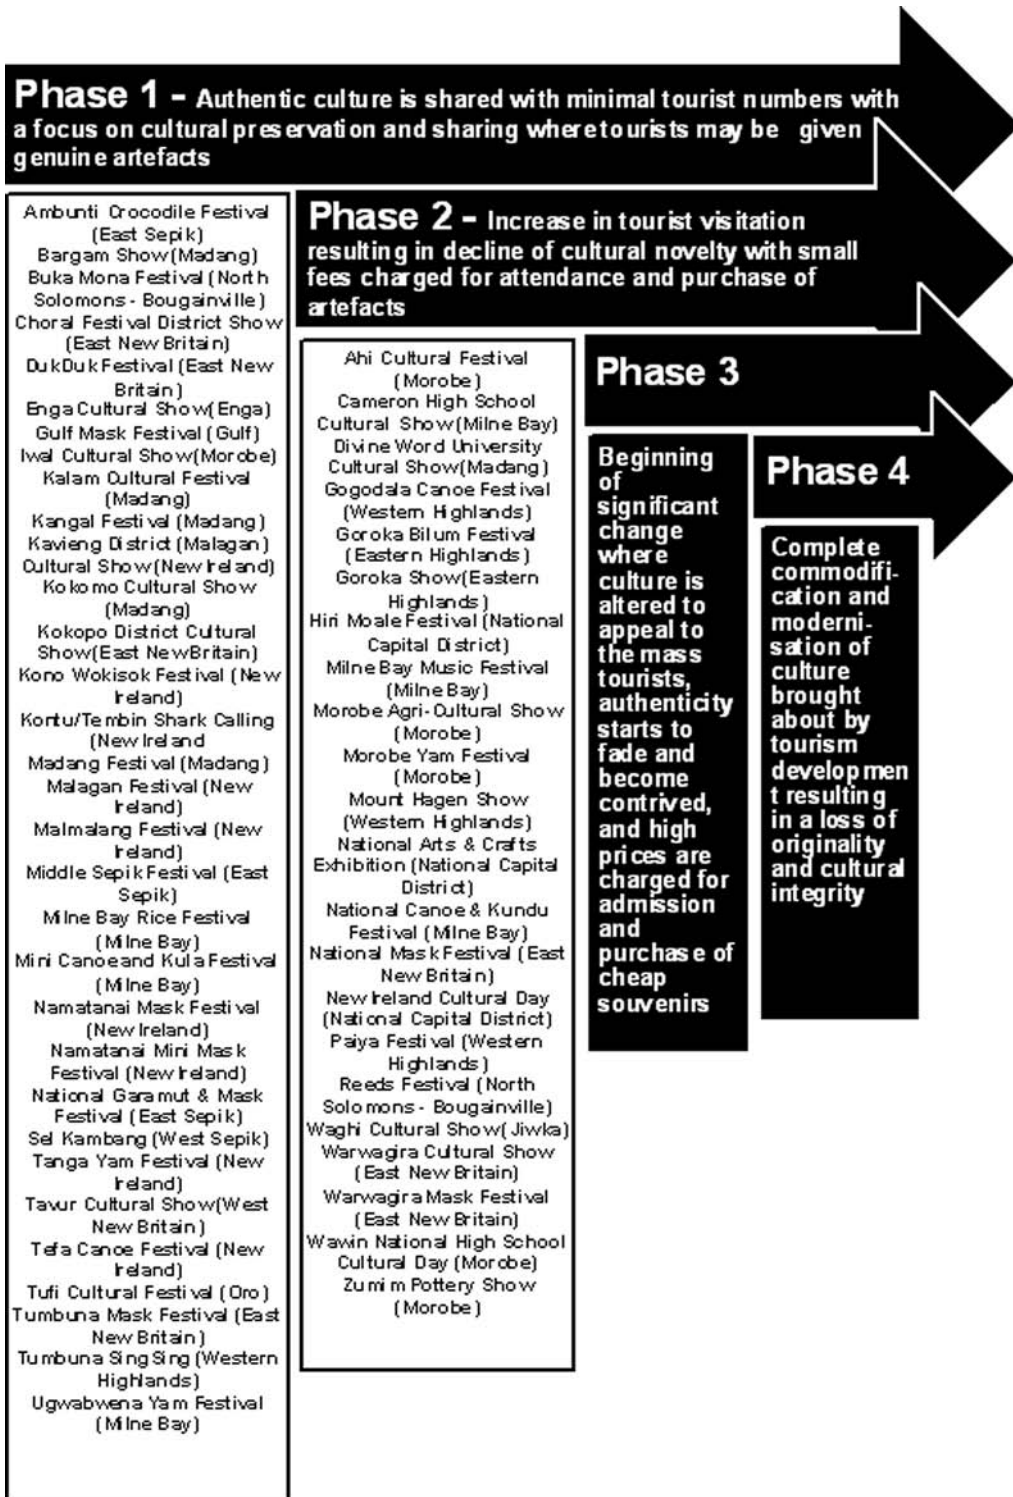 Phase 1 - Authentic culture is shared with minimal tourist numbers with
a focus on cultural preservation and sharing where tourists may be given
genuine artefacts
Ambunti Crocodile Festival
(East Sepik)
Bargam Show (Madang)
Buka Mona Festival (North
Solomons - Bougainville)
Choral Festival District Show
(East New Britain)
DukDuk Festival (East New
Britain)
Enga Cultural Show (Enga)
Gulf Mask Festival (Gulf)
Iwal Cultural Show (Morobe)
Kalam Cultural Festival
(Madang)
Kangal Festival (Madang)
Kavieng District (Malagan)
Cultural Show (New Ireland)
Kokomo Cultural Show
(Madang)
Kokopo District Cultural
Show (East New Britain)
Kono Wokisok Festival (New
Ireland)
Kontu/Tembin Shark Calling
(New Ireland
Madang Festival (Madang)
Malagan Festival (New
Ireland)
Malmalang Festival (New
Ireland)
Middle Sepik Festival (East
Sepik)
Milne Bay Rice Festival
(Milne Bay)
Mini Canoe and Kula Festival
(Milne Bay)
Namatanai Mask Festival
(New Ireland)
Namatanai Mini Mask
Festival (New Ireland)
National Garamut & Mask
Festival (East Sepik)
Sel Kambang (West Sepik)
Tanga Yam Festival (New
Ireland)
Tavur Cultural Show (West
New Britain)
Tefa Canoe Festival (New
Ireland)
Tufi Cultural Festival (Oro)
Tumbuna Mask Festival (East
New Britain)
Tumbuna Sing Sing (Western
Highlands)
Ugwabwena Yam Festival
(Milne Bay)
Phase 2 - Increase in tourist visitation
resulting in decline of cultural novelty with small
fees charged for attendance and purchase of
artefacts
Ahi Cultural Festival
(Morobe)
Cameron High School
Cultural Show (Milne Bay)
Divine Word University
Cultural Show (Madang)
Gogodala Canoe Festival
(Western Highlands)
Goroka Bilum Festival
(Eastern Highlands)
Goroka Show (Eastern
Highlands)
Hiri Moale Festival (National
Capital District)
Milne Bay Music Festival
(Milne Bay)
Morobe Agri-Cultural Show
(Morobe)
Morobe Yam Festival
(Morobe)
Mount Hagen Show
(Western Highlands)
National Arts & Crafts
Exhibition (National Capital
District)
National Canoe & Kundu
Festival (Milne Bay)
National Mask Festival (East
New Britain)
New Ireland Cultural Day
(National Capital District)
Paiya Festival (Western
Highlands)
Reeds Festival (North
Solomons - Bougainville)
Waghi Cultural Show (Jiwka)
Warwagira Cultural Show
(East New Britain)
Warwagira Mask Festival
(East New Britain)
Wawin National High School
Cultural Day (Morobe)
Zumim Pottery Show
(Morobe)
Phase 3
Beginning
of
significant
change
where
culture is
altered to
appeal to
the mass
tourists,
authenticity
starts to
fade and
become
contrived,
and high
prices are
charged for
admission
and
purchase of
cheap
souvenirs
Phase 4
Complete
commodifi-
cation and
moderni-
sation of
culture
brought
about by
tourism
developmen
t resulting
in a loss of
originality
and cultural
integrity